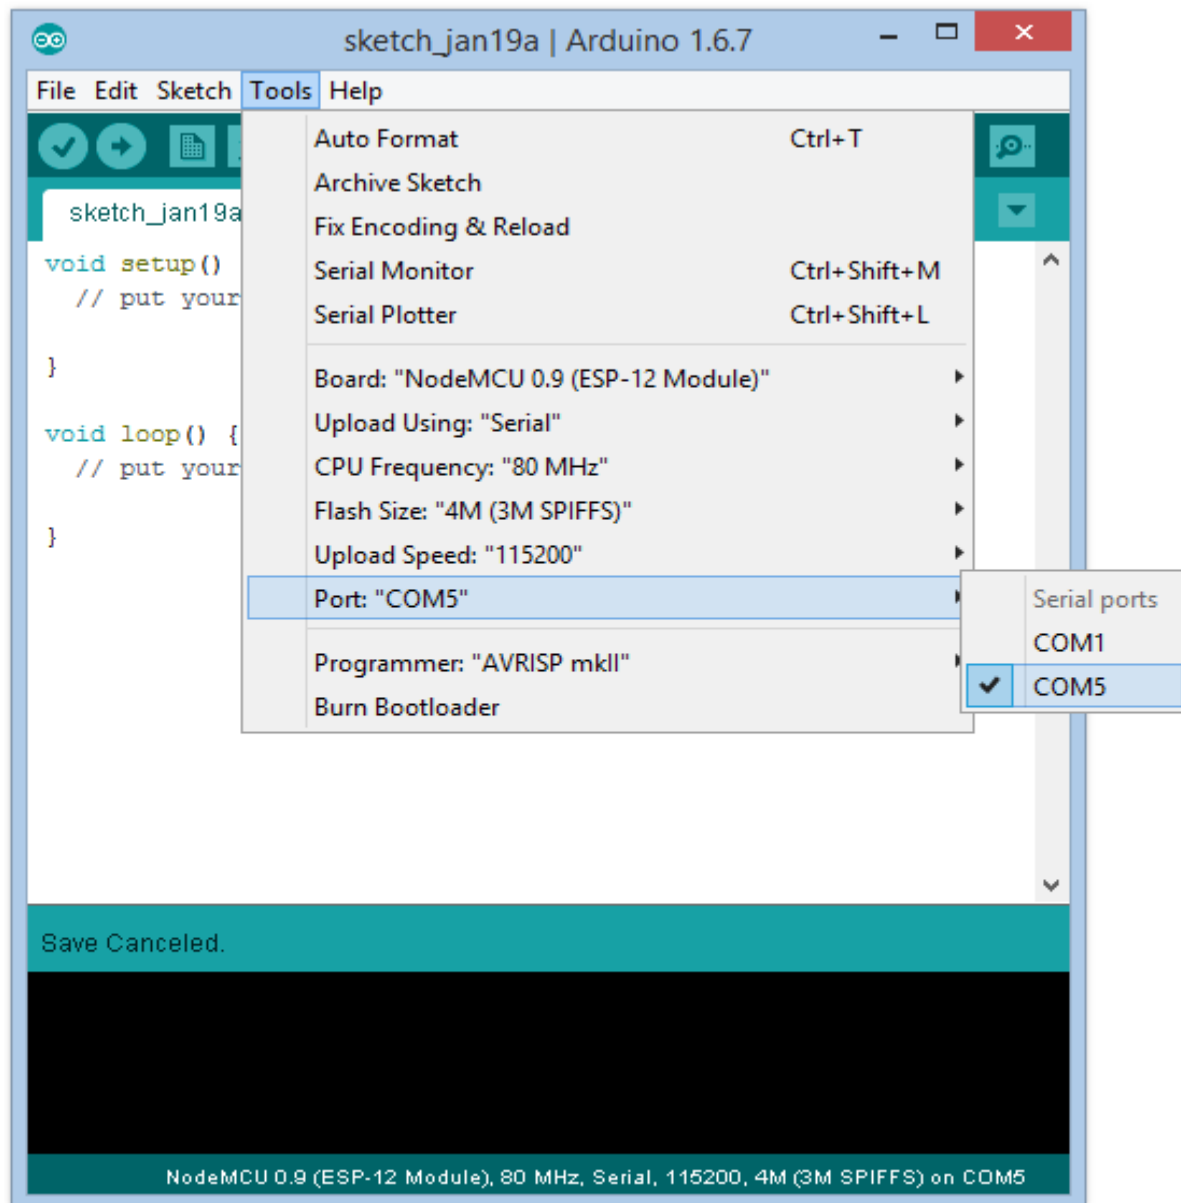 sketch_jan19a | Arduino 1.6.7
File Edit Sketch Tools Help
Auto Format Ctrl+T
Archive Sketch
sketch_jan19a
Fix Encoding & Reload
void setup()
Serial Monitor Ctrl+Shift+M
// put your
Serial Plotter Ctrl+Shift+L
}
Board: "NodeMCU 0.9 (ESP-12 Module)"
Upload Using: "Serial"
void loop() {
// put your
CPU Frequency: "80 MHz"
Flash Size: "4M (3M SPIFFS)"
}
Upload Speed: "115200"
Port: "COM5"
Serial ports
COM1
COM5
Programmer: "AVRISP mkII"
Burn Bootloader
Save Canceled.
NodeMCU 0.9 (ESP-12 Module), 80 MHz, Serial, 115200, 4M (3M SPIFFS) on COM5